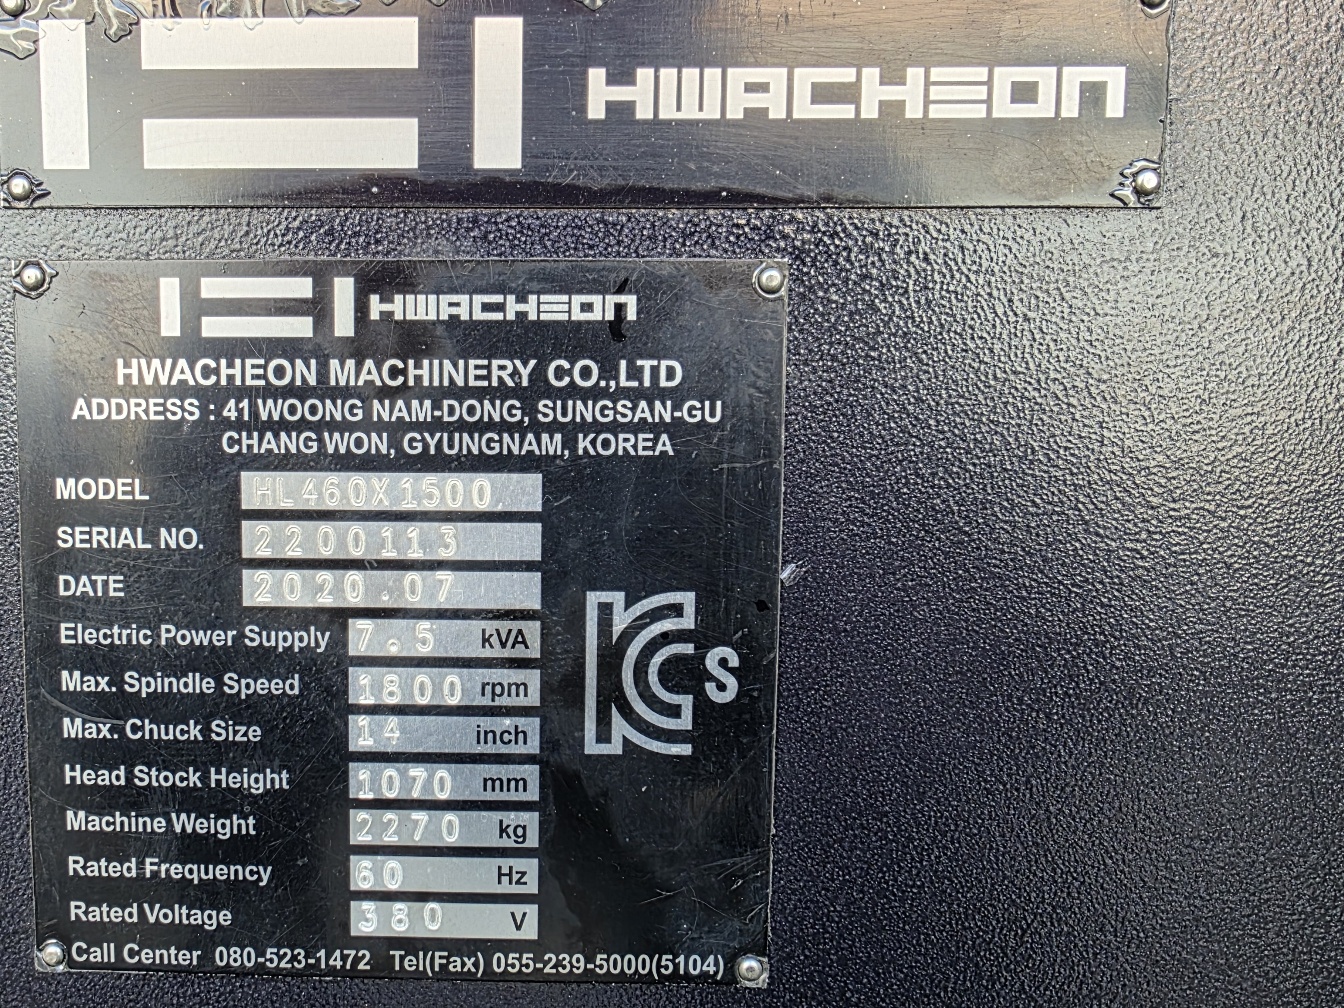 HWACHEON
HWACHEON
HWACHEON MACHINERY CO.,LTD
ADDRESS : 41 WOONG NAM-DONG, SUNGSAN-GU
CHANG WON, GYUNGNAM, KOREA
MODEL HL460X1500
SERIAL NO. 2200113
DATE 2020.07
Electric Power Supply 7.5 kVA
Max. Spindle Speed 1800 rpm
Max. Chuck Size 14 inch
Head Stock Height 1070 mm
Machine Weight 2270 kg
Rated Frequency 60 Hz
Rated Voltage 380 V
KC S
Call Center 080-523-1472 Tel(Fax) 055-239-5000(5104)